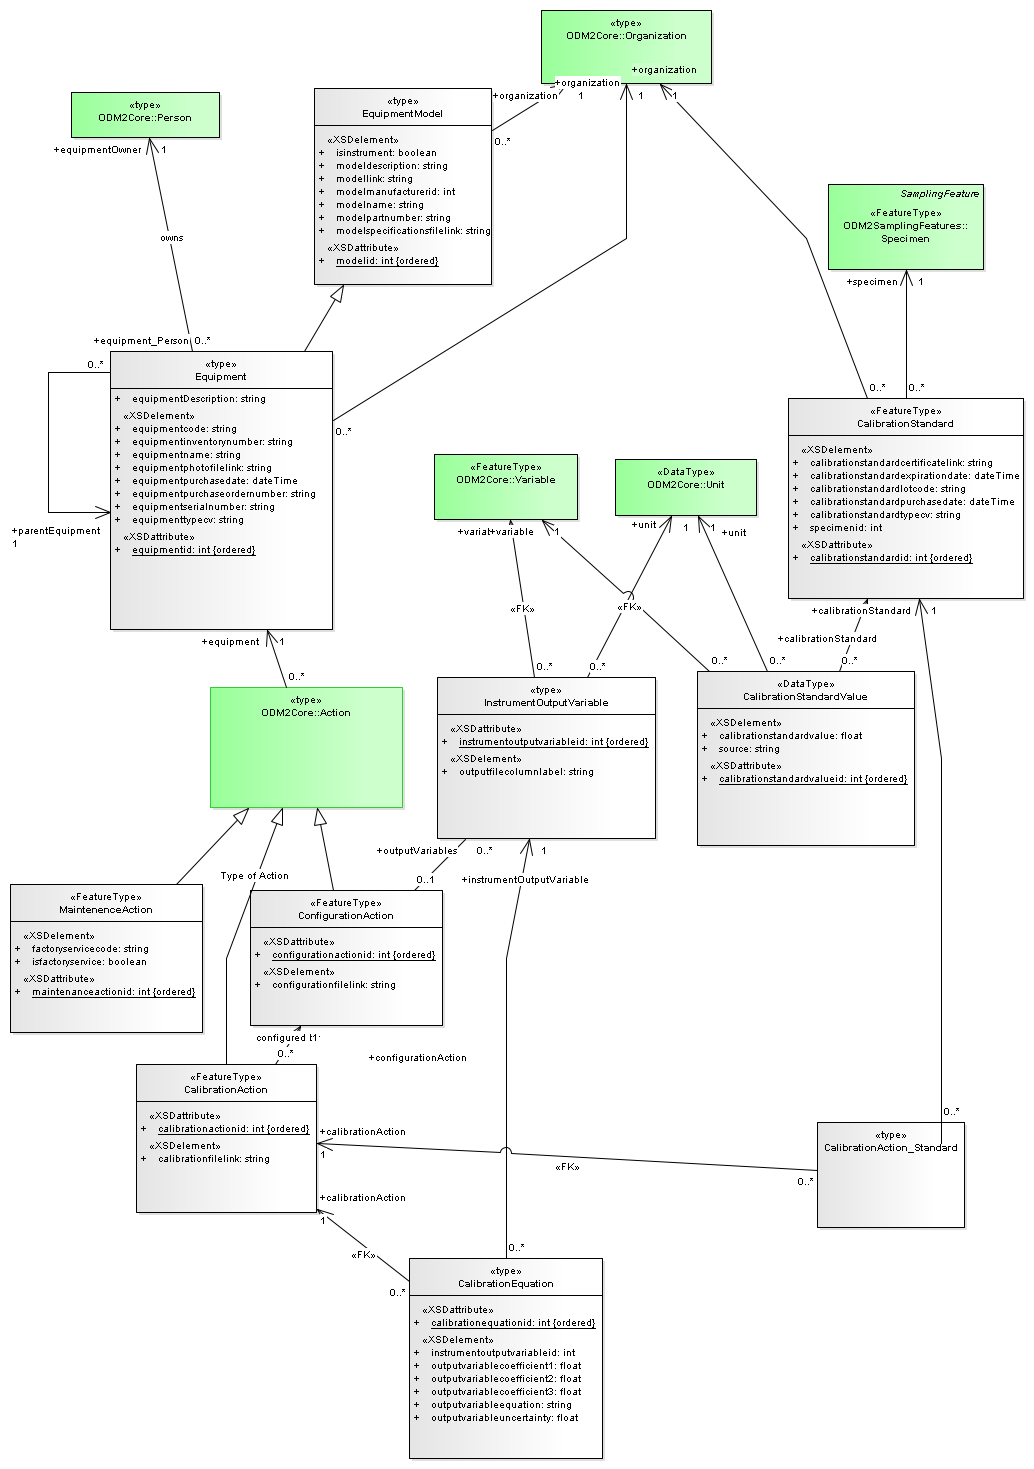 «type»
ODM2Core::Organization
+organization
+organization
+organization
1
1
1
«type»
ODM2Core::Person
+equipmentOwner
1
owns
+equipment_Person
0..*
«type»
EquipmentModel
«XSDelement»
+ isinstrument: boolean
+ modeldescription: string
+ modellink: string
+ modelmanufacturerid: int
+ modelname: string
+ modelpartnumber: string
+ modelspecificationsfilelink: string
«XSDattribute»
+ modelid: int {ordered}
0..*
SamplingFeature
«FeatureType»
ODM2SamplingFeatures::
Specimen
+specimen
1
0..*
0..*
«type»
Equipment
+ equipmentDescription: string
«XSDelement»
+ equipmentcode: string
+ equipmentinventorynumber: string
+ equipmentname: string
+ equipmentphotofilelink: string
+ equipmentpurchasedate: dateTime
+ equipmentpurchaseordernumber: string
+ equipmentserialnumber: string
+ equipmenttypecv: string
«XSDattribute»
+ equipmentid: int {ordered}
0..*
0..*
+parentEquipment
1
«FeatureType»
CalibrationStandard
«XSDelement»
+ calibrationstandardcertificatelink: string
+ calibrationstandardexpirationdate: dateTime
+ calibrationstandardlotcode: string
+ calibrationstandardpurchasedate: dateTime
+ calibrationstandardtypecv: string
+ specimenid: int
«XSDattribute»
+ calibrationstandardid: int {ordered}
«FeatureType»
ODM2Core::Variable
«DataType»
ODM2Core::Unit
+variat+variable
1
+unit
1
1
+unit
«FK»
«FK»
0..*
0..*
0..*
0..*
+calibrationStandard
1
+calibrationStandard
0..*
+equipment
1
0..*
«type»
ODM2Core::Action
«type»
InstrumentOutputVariable
«XSDattribute»
+ instrumentoutputvariableid: int {ordered}
«XSDelement»
+ outputfilecolumnlabel: string
«DataType»
CalibrationStandardValue
«XSDelement»
+ calibrationstandardvalue: float
+ source: string
«XSDattribute»
+ calibrationstandardvalueid: int {ordered}
+outputVariables
0..*
0..1
1
+instrumentOutputVariable
Type of Action
«FeatureType»
MaintenenceAction
«XSDelement»
+ factoryservicecode: string
+ isfactoryservice: boolean
«XSDattribute»
+ maintenanceactionid: int {ordered}
«FeatureType»
ConfigurationAction
«XSDattribute»
+ configurationactionid: int {ordered}
«XSDelement»
+ configurationfilelink: string
0..*
+configurationAction
«FeatureType»
CalibrationAction
«XSDattribute»
+ calibrationactionid: int {ordered}
«XSDelement»
+ calibrationfilelink: string
+calibrationAction
1
«FK»
0..*
0..*
«type»
CalibrationAction_Standard
+calibrationAction
1
«FK»
0..*
0..*
«type»
CalibrationEquation
«XSDattribute»
+ calibrationequationid: int {ordered}
«XSDelement»
+ instrumentoutputvariableid: int
+ outputvariablecoefficient1: float
+ outputvariablecoefficient2: float
+ outputvariablecoefficient3: float
+ outputvariableequation: string
+ outputvariableuncertainty: float